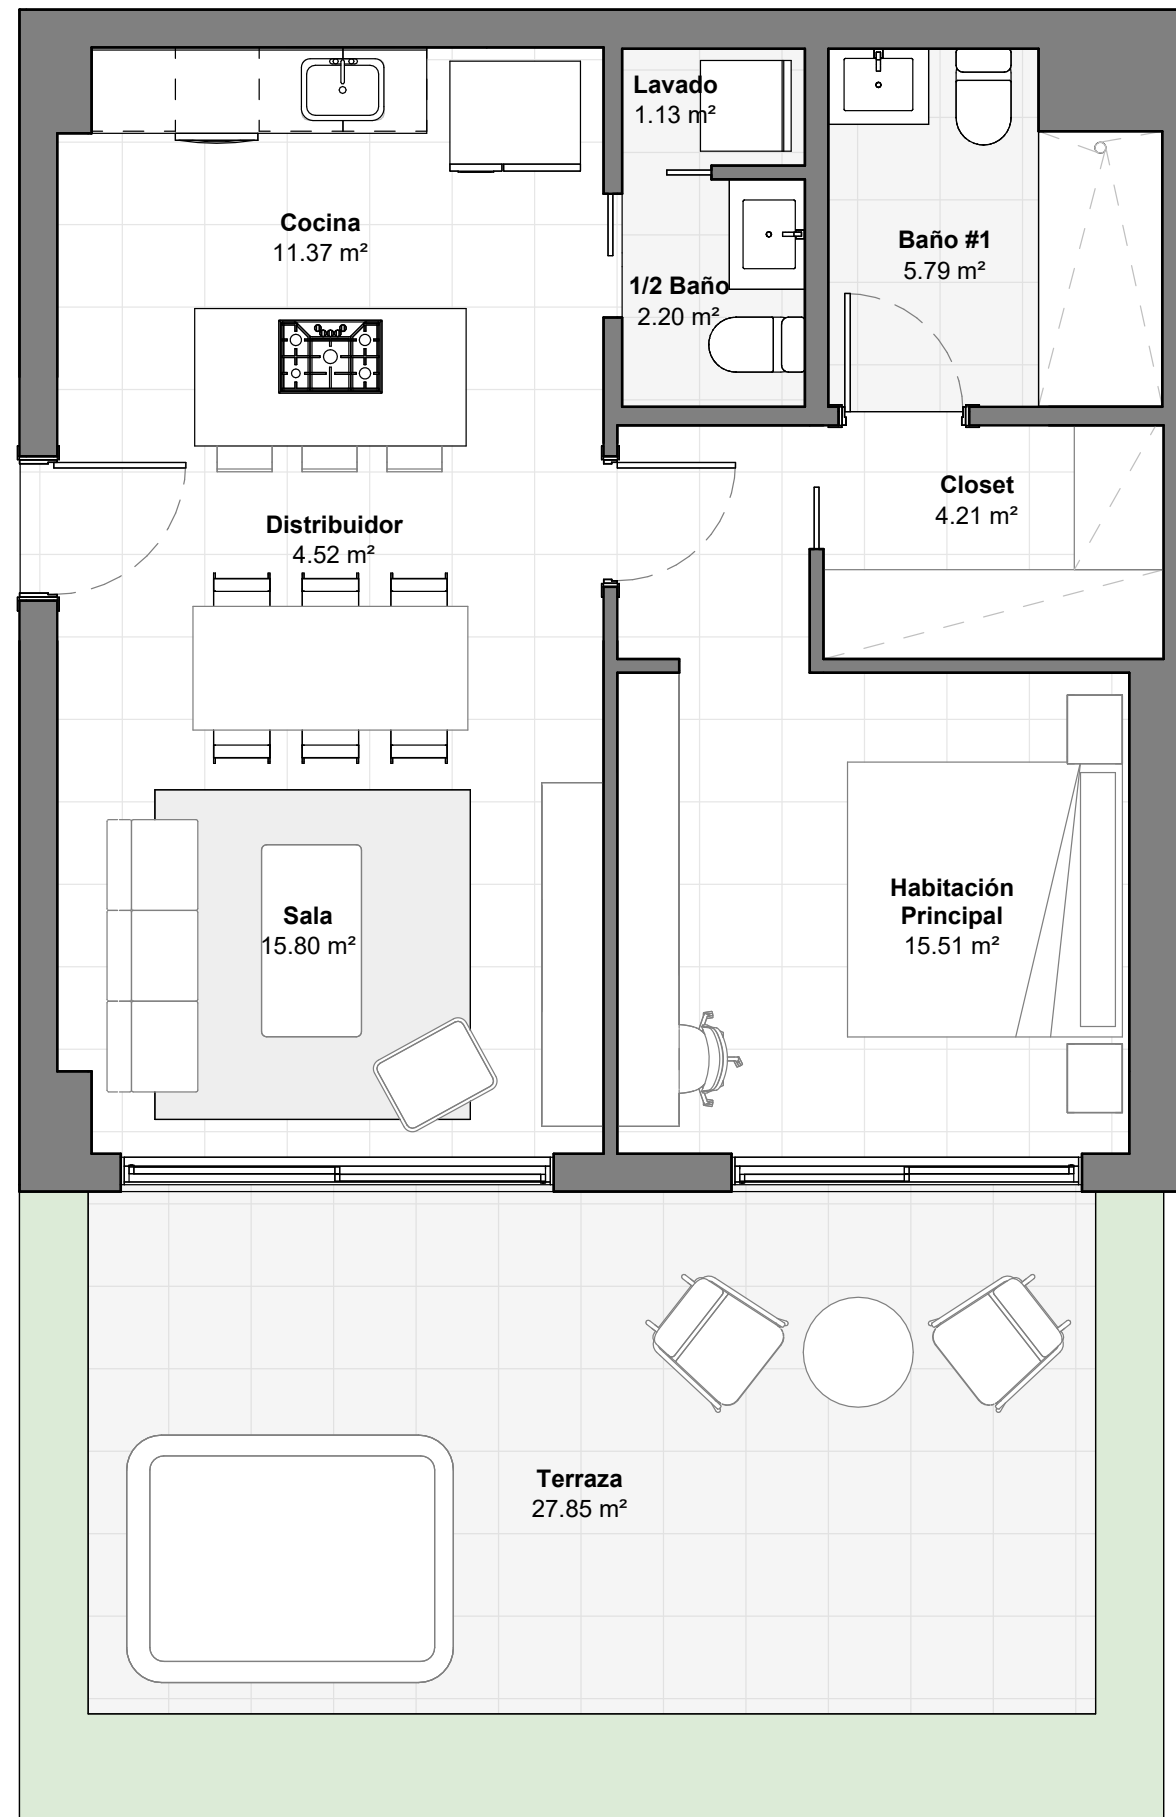 Lavado
1.13 m²
Cocina
11.37 m²
Baño #1
5.79 m²
1/2 Baño
2.20 m²
Closet
4.21 m²
Distribuidor
4.52 m²
Sala
15.80 m²
Habitación
Principal
15.51 m²
Terraza
27.85 m²